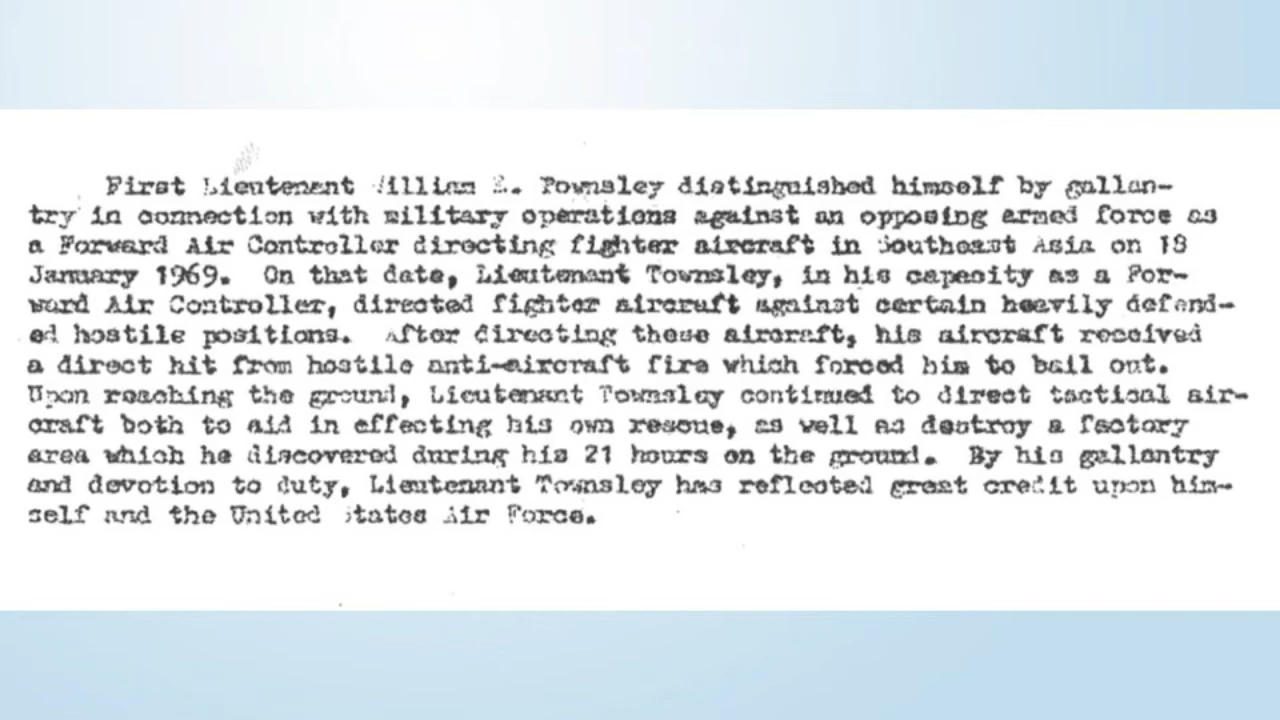 First Lieutenant William E. Townsley distinguished himself by gallan-
try in connection with military operations against an opposing armed force as
a Forward Air Controller directing fighter aircraft in Southeast Asia on 18
January 1969. On that date, Lieutenant Townsley, in his capacity as a For-
ward Air Controller, directed fighter aircraft against certain heavily defend-
ed hostile positions. After directing these aircraft, his aircraft received
a direct hit from hostile anti-aircraft fire which forced him to bail out.
Upon reaching the ground, Lieutenant Townsley continued to direct tactical air-
craft both to aid in effecting his own rescue, as well as destroy a factory
area which he discovered during his 21 hours on the ground. By his gallantry
and devotion to duty, Lieutenant Townsley has reflected great credit upon him-
self and the United States Air Force.